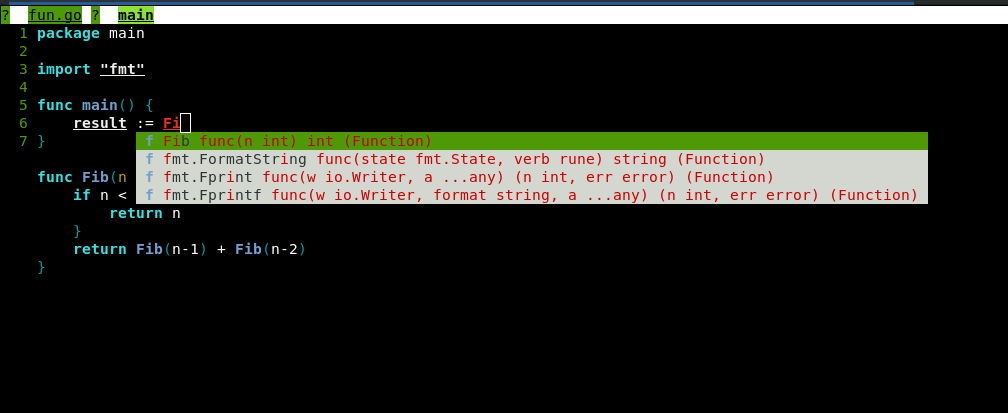 ? fun.go ? main
1 package main
2
3 import "fmt"
4
5 func main() {
6 result := Fi
7 }
f Fib func(n int) int (Function)
f fmt.FormatString func(state fmt.State, verb rune) string (Function)
func Fib(n f fmt.Fprint func(w io.Writer, a ...any) (n int, err error) (Function)
if n < f fmt.Fprintf func(w io.Writer, format string, a ...any) (n int, err error) (Function)
return n
}
return Fib(n-1) + Fib(n-2)
}